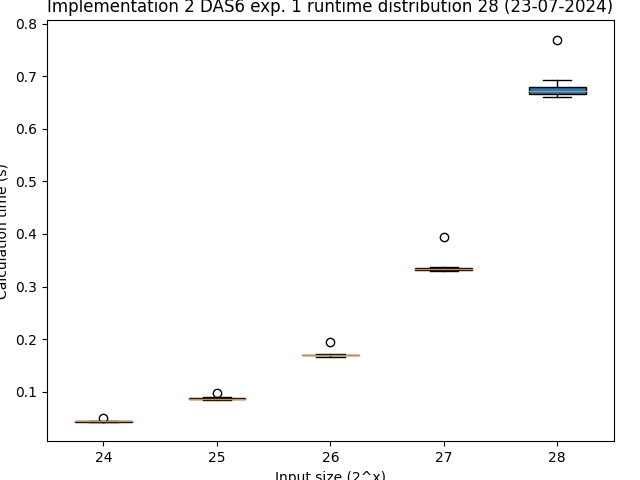 Implementation 2 DAS6 exp. 1 runtime distribution 28 (23-07-2024)
Calculation time (s)
0.8
0.7
0.6
0.5
0.4
0.3
0.2
0.1
24 25 26 27 28
Input size (2^x)